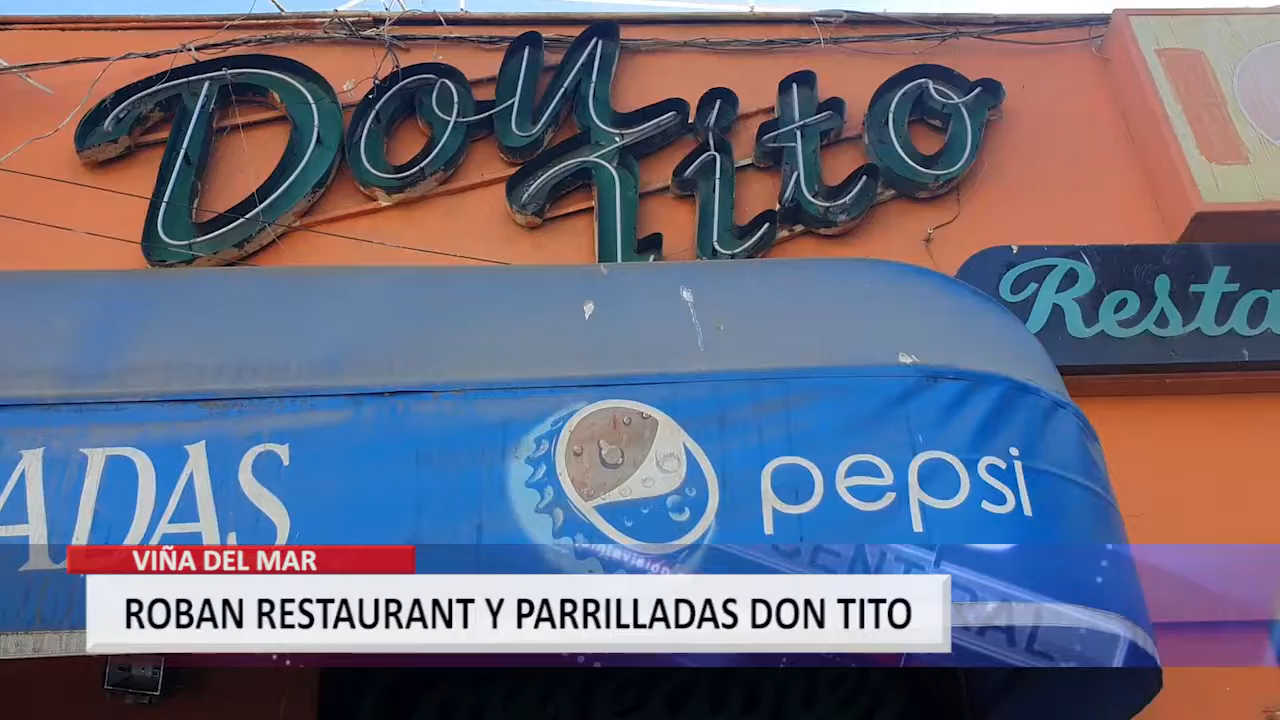 Don Tito
Resta
ADAS
pepsi
VIÑA DEL MAR
ROBAN RESTAURANT Y PARRILLADAS DON TITO